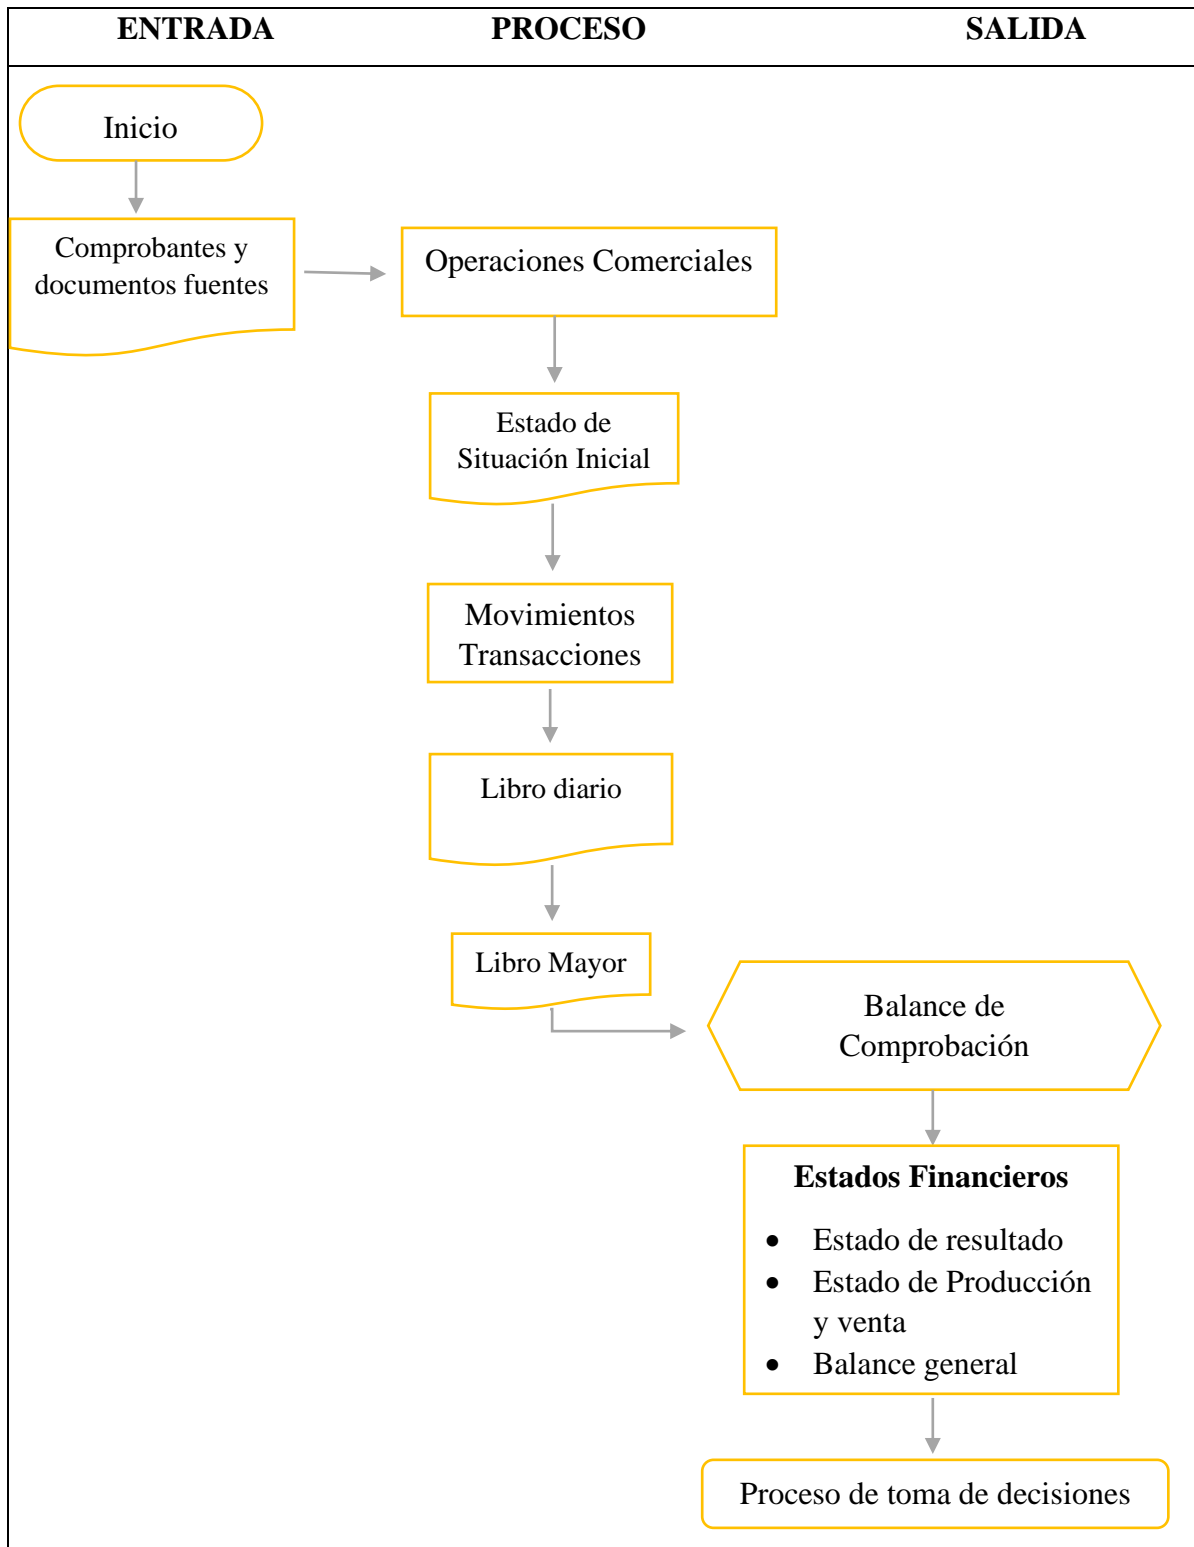 ENTRADA PROCESO SALIDA
Inicio
Comprobantes y
documentos fuentes
Operaciones Comerciales
Estado de
Situación Inicial
Movimientos
Transacciones
Libro diario
Libro Mayor
Balance de
Comprobación
Estados Financieros
• Estado de resultado
• Estado de Producción
y venta
• Balance general
Proceso de toma de decisiones